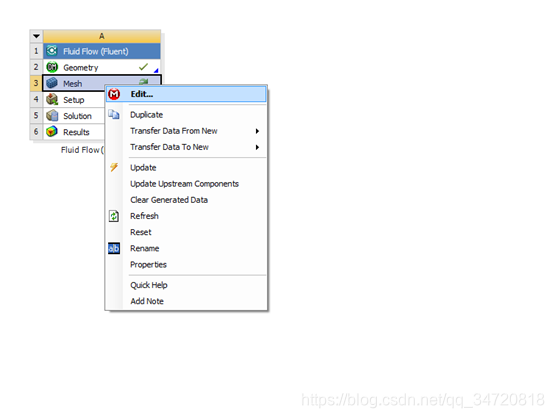 A
1 Fluid Flow (Fluent)
2 Geometry
3 Mesh
4 Setup
5 Solution
6 Results
Fluid Flow (
Edit...
Duplicate
Transfer Data From New
Transfer Data To New
Update
Update Upstream Components
Clear Generated Data
Refresh
Reset
a|b Rename
Properties
Quick Help
Add Note
https://blog.csdn.net/qq_34720818